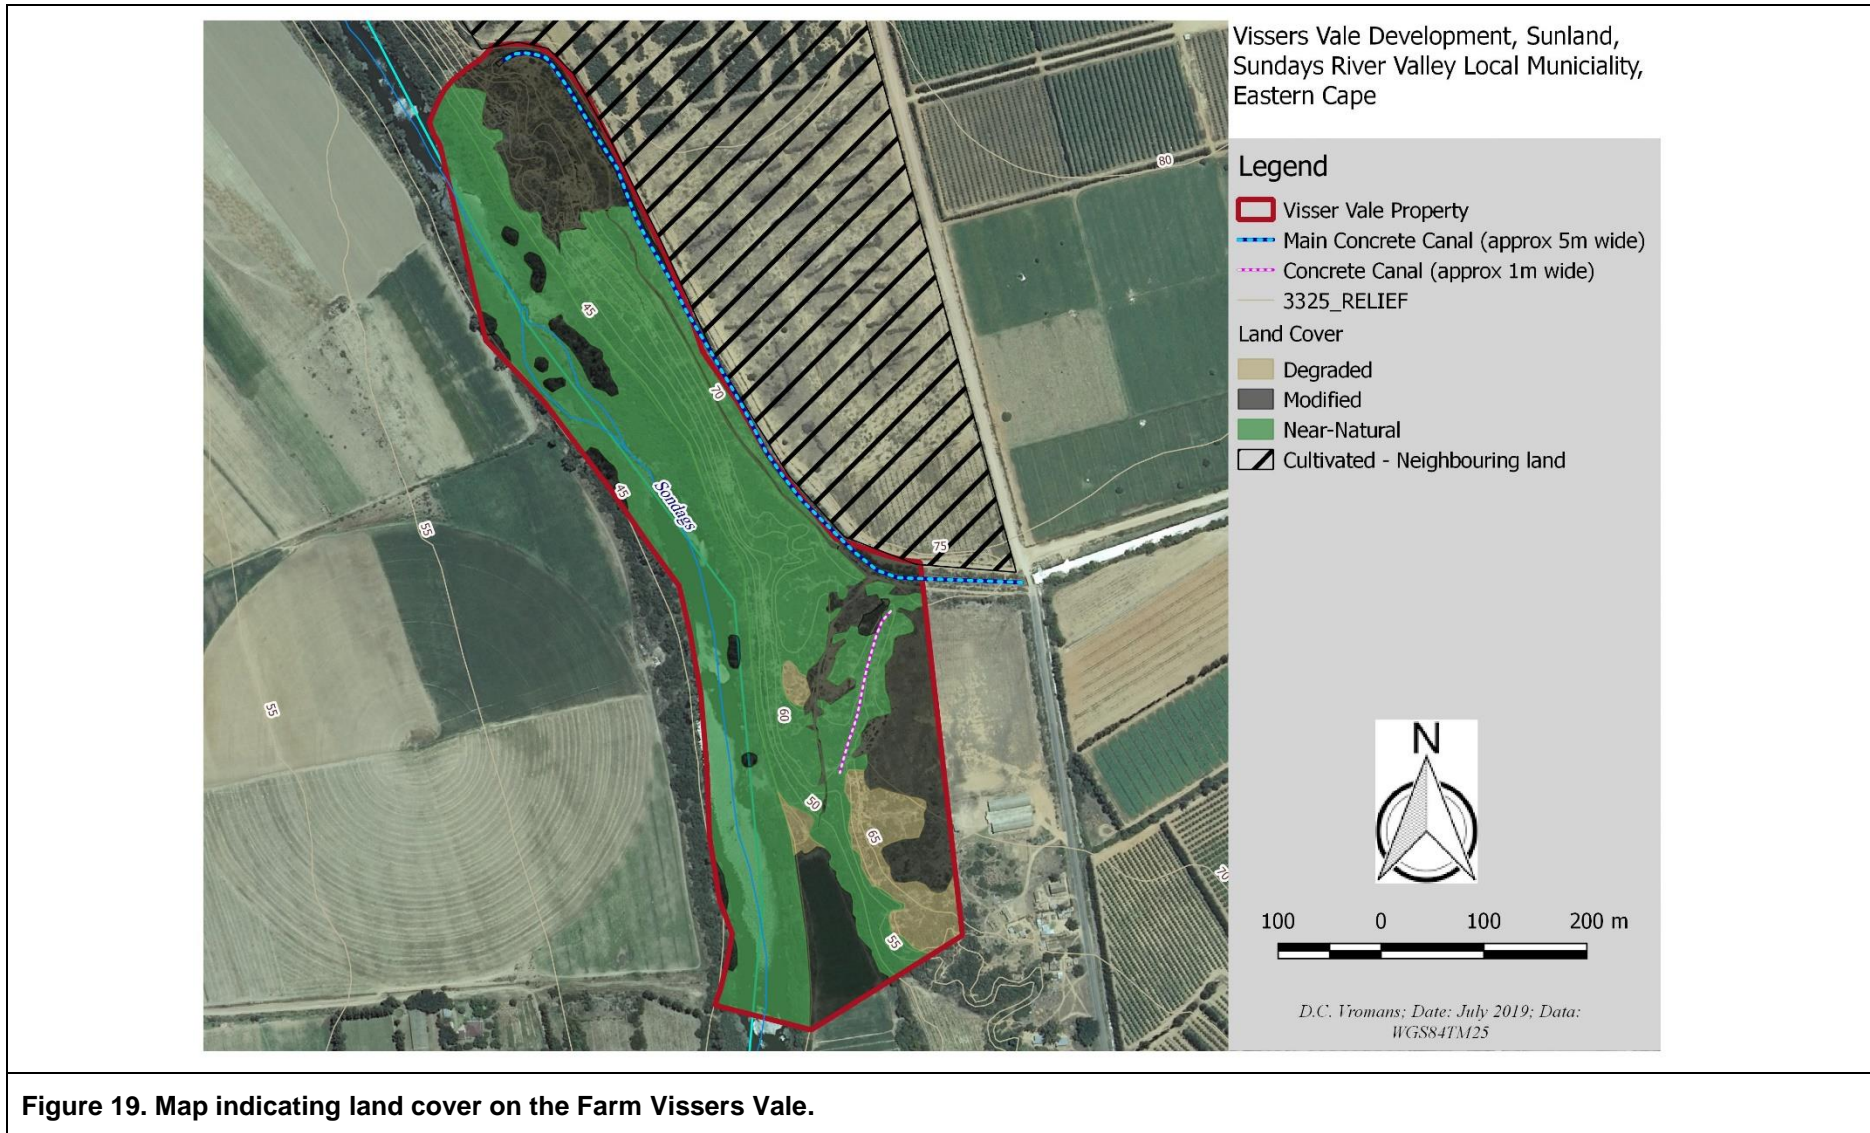 Vissers Vale Development, Sunland,
Sundays River Valley Local Municiality,
Eastern Cape
Legend
Visser Vale Property
Main Concrete Canal (approx 5m wide)
Concrete Canal (approx 1m wide)
3325_RELIEF
Land Cover
Degraded
Modified
Near-Natural
Cultivated - Neighbouring land
80
45
70
Sondags
45
55
75
55
60
50
65
70
55
N
100 0 100 200 m
D.C. Vromans; Date: July 2019; Data:
WGS84TM25
Figure 19. Map indicating land cover on the Farm Vissers Vale.